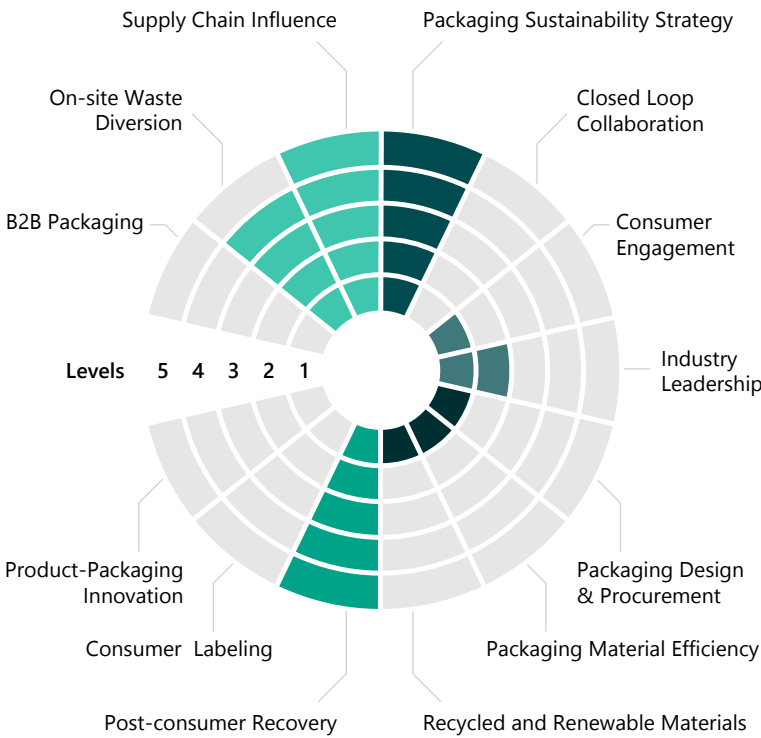 Supply Chain Influence
Packaging Sustainability Strategy
On-site Waste
Diversion
Closed Loop
Collaboration
B2B Packaging
Consumer
Engagement
Levels 5 4 3 2 1
Industry
Leadership
Product-Packaging
Innovation
Packaging Design
& Procurement
Consumer Labeling
Packaging Material Efficiency
Post-consumer Recovery
Recycled and Renewable Materials